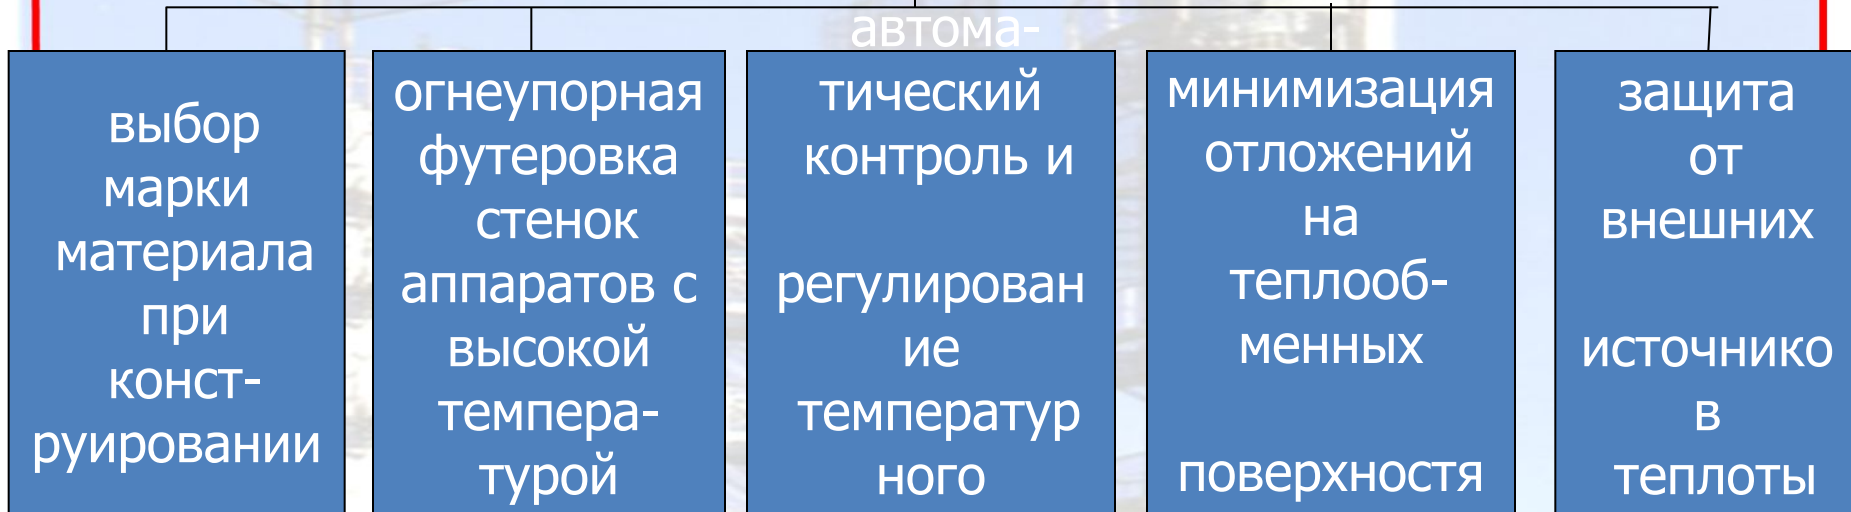 выбор
марки
материала
при
конст-
руировании
огнеупорная
футеровка
стенок
аппаратов с
высокой
темпера-
турой
автома-
тический
контроль и
регулирован
ие
температур
ного
минимизация
отложений
на
теплооб-
менных
поверхностя
защита
от
внешних
источнико
в
теплоты